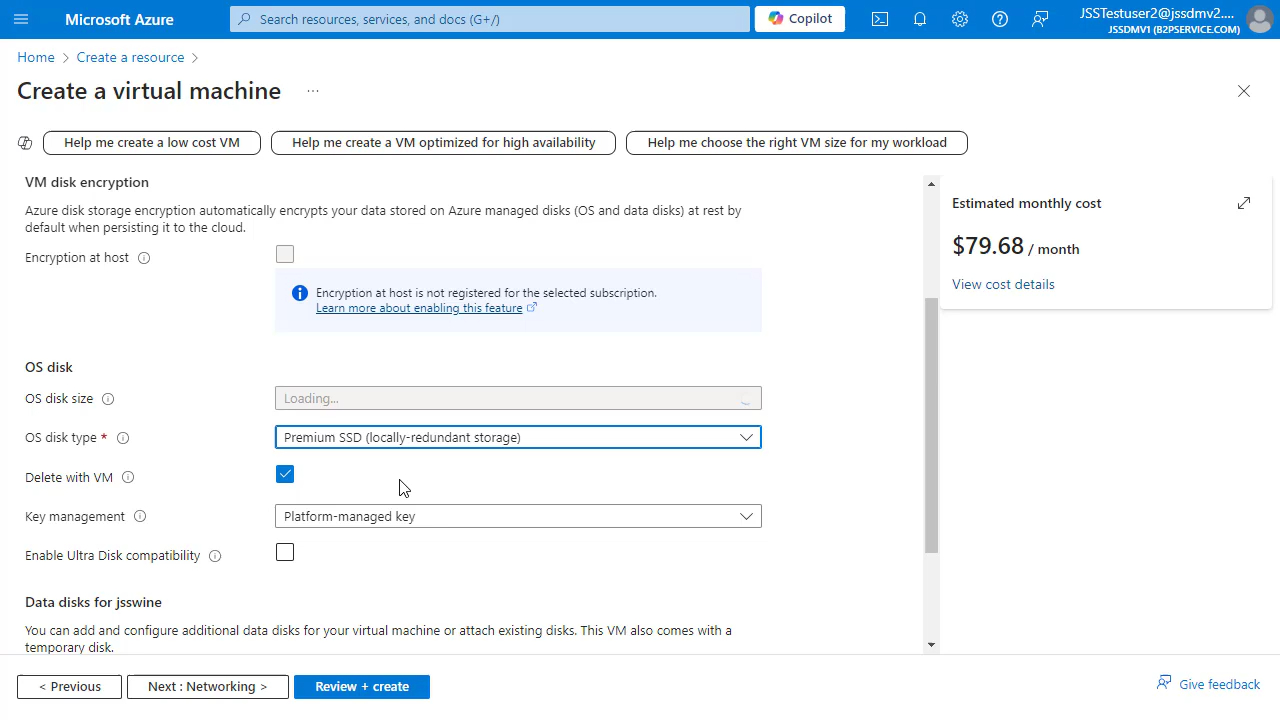 Microsoft Azure
Search resources, services, and docs (G+/)
Copilot
JSSTestuser2@jssdmv2....
JSSDMV1 (B2PSERVICE.COM)
Home > Create a resource >
Create a virtual machine ...
Help me create a low cost VM
Help me create a VM optimized for high availability
Help me choose the right VM size for my workload
VM disk encryption
Azure disk storage encryption automatically encrypts your data stored on Azure managed disks (OS and data disks) at rest by
default when persisting it to the cloud.
Encryption at host
Encryption at host is not registered for the selected subscription.
Learn more about enabling this feature
OS disk
OS disk size
Loading...
OS disk type *
Premium SSD (locally-redundant storage)
Delete with VM
Key management
Platform-managed key
Enable Ultra Disk compatibility
Data disks for jsswine
You can add and configure additional data disks for your virtual machine or attach existing disks. This VM also comes with a
temporary disk.
Estimated monthly cost
$79.68 / month
View cost details
< Previous
Next : Networking >
Review + create
Give feedback